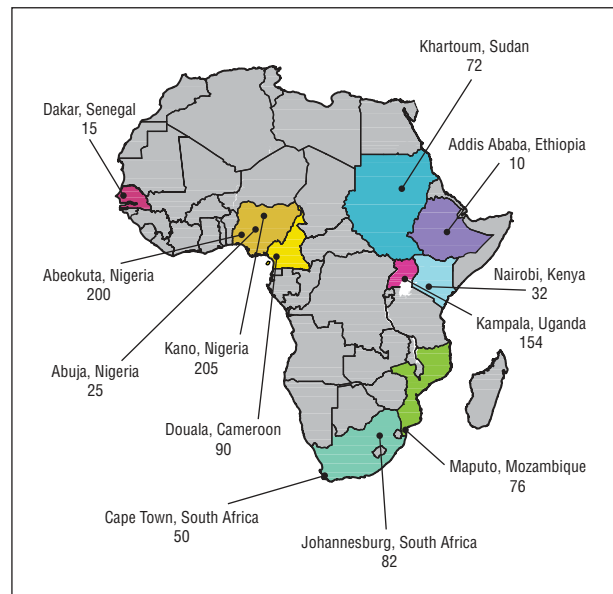 Khartoum, Sudan
72
Dakar, Senegal
15
Addis Ababa, Ethiopia
10
Abeokuta, Nigeria
200
Nairobi, Kenya
32
Kampala, Uganda
154
Kano, Nigeria
205
Abuja, Nigeria
25
Douala, Cameroon
90
Maputo, Mozambique
76
Cape Town, South Africa
50
Johannesburg, South Africa
82